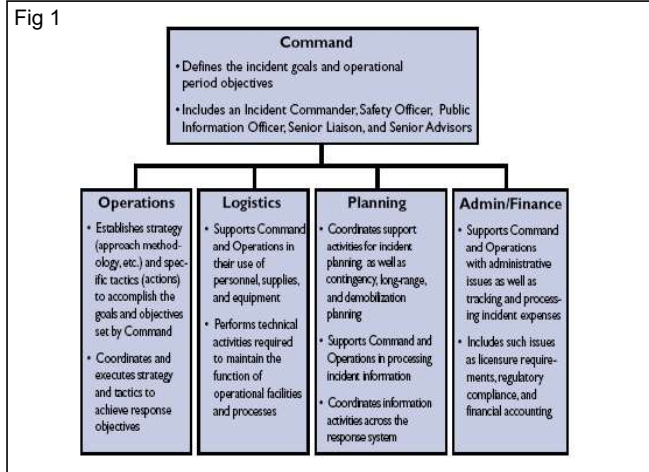 Fig 1
Command
• Defines the incident goals and operational
period objectives
• Includes an Incident Commander, Safety Officer, Public
Information Officer, Senior Liaison, and Senior Advisors
Operations
• Establishes strategy
(approach method-
ology, etc.) and spec-
ific tactics (actions)
to accomplish the
goals and objectives
set by Command
• Coordinates and
executes strategy
and tactics to
achieve response
objectives
Logistics
• Supports Command
and Operations in
their use of
personnel, supplies,
and equipment
• Performs technical
activities required
to maintain the
function of
operational facilities
and processes
Planning
• Coordinates support
activities for incident
planning, as well as
contingency, long-range,
and demobilization
planning
• Supports Command and
Operations in processing
incident information
• Coordinates information
activities across the
response system
Admin/Finance
• Supports Command
and Operations
with administrative
issues as well as
tracking and process-
ing incident expenses
• Includes such issues
as licensure require-
ments, regulatory
compliance, and
financial accounting